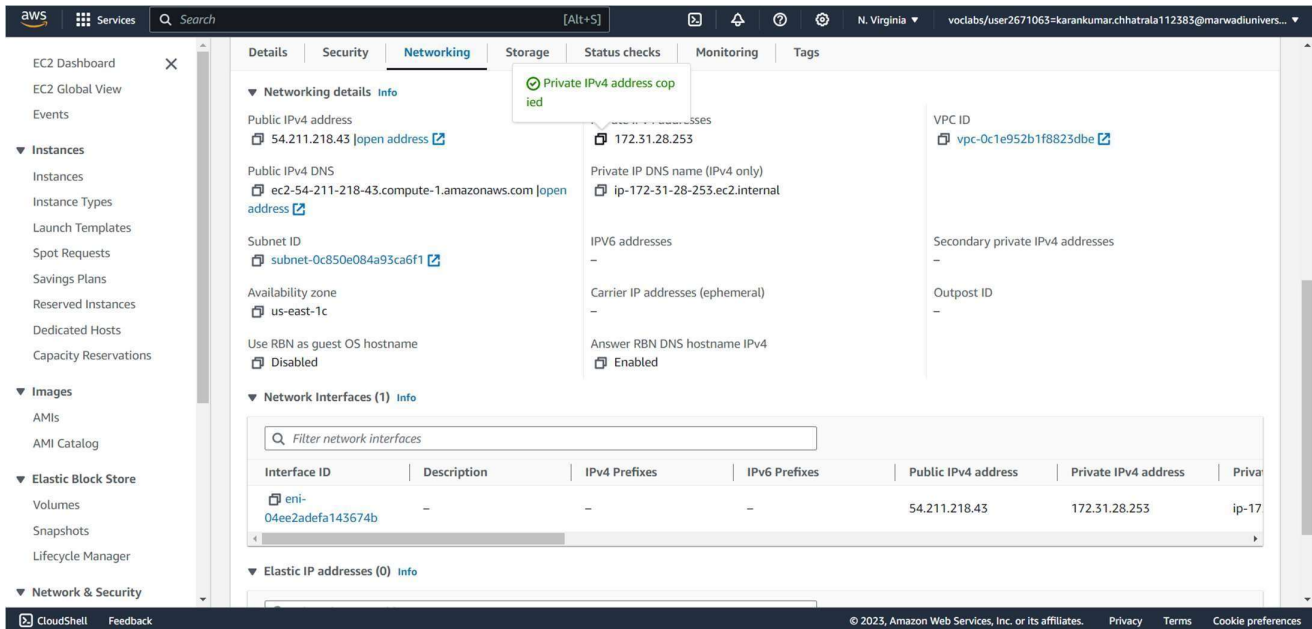 aws
Services
Search
[Alt+S]
N. Virginia
voclabs/user2671063=karankumar.chhatrala112383@marwadiunivers...
EC2 Dashboard
EC2 Global View
Events
Instances
Instances
Instance Types
Launch Templates
Spot Requests
Savings Plans
Reserved Instances
Dedicated Hosts
Capacity Reservations
Images
AMIs
AMI Catalog
Elastic Block Store
Volumes
Snapshots
Lifecycle Manager
Network & Security
Details
Security
Networking
Storage
Status checks
Monitoring
Tags
Private IPv4 address cop
ied
Networking details Info
Public IPv4 address
54.211.218.43 |open address
172.31.28.253
VPC ID
vpc-0c1e952b1f8823dbe
Public IPv4 DNS
ec2-54-211-218-43.compute-1.amazonaws.com |open
address
Private IP DNS name (IPv4 only)
ip-172-31-28-253.ec2.internal
Subnet ID
subnet-0c850e084a93ca6f1
IPV6 addresses
–
Secondary private IPv4 addresses
–
Availability zone
us-east-1c
Carrier IP addresses (ephemeral)
–
Outpost ID
–
Use RBN as guest OS hostname
Disabled
Answer RBN DNS hostname IPv4
Enabled
Network Interfaces (1) Info
Filter network interfaces
Interface ID
Description
IPv4 Prefixes
IPv6 Prefixes
Public IPv4 address
Private IPv4 address
Priva
eni-
04ee2adefa143674b
–
–
–
54.211.218.43
172.31.28.253
ip-17
Elastic IP addresses (0) Info
CloudShell
Feedback
© 2023, Amazon Web Services, Inc. or its affiliates.
Privacy
Terms
Cookie preferences